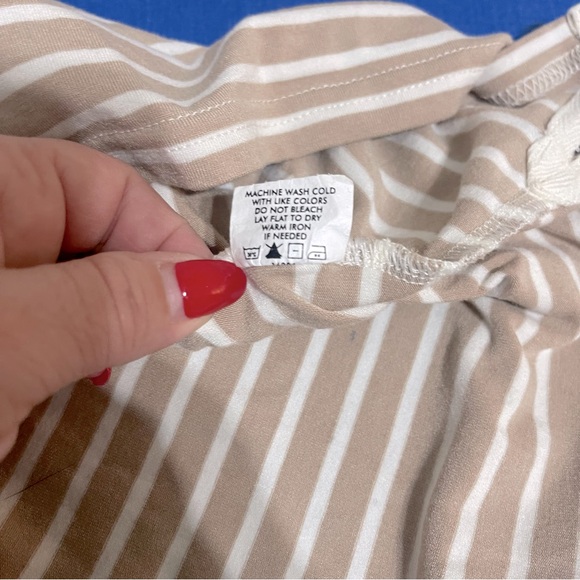 MACHINE WASH COLD
WITH LIKE COLORS
DO NOT BLEACH
LAY FLAT TO DRY
WARM IRON
IF NEEDED